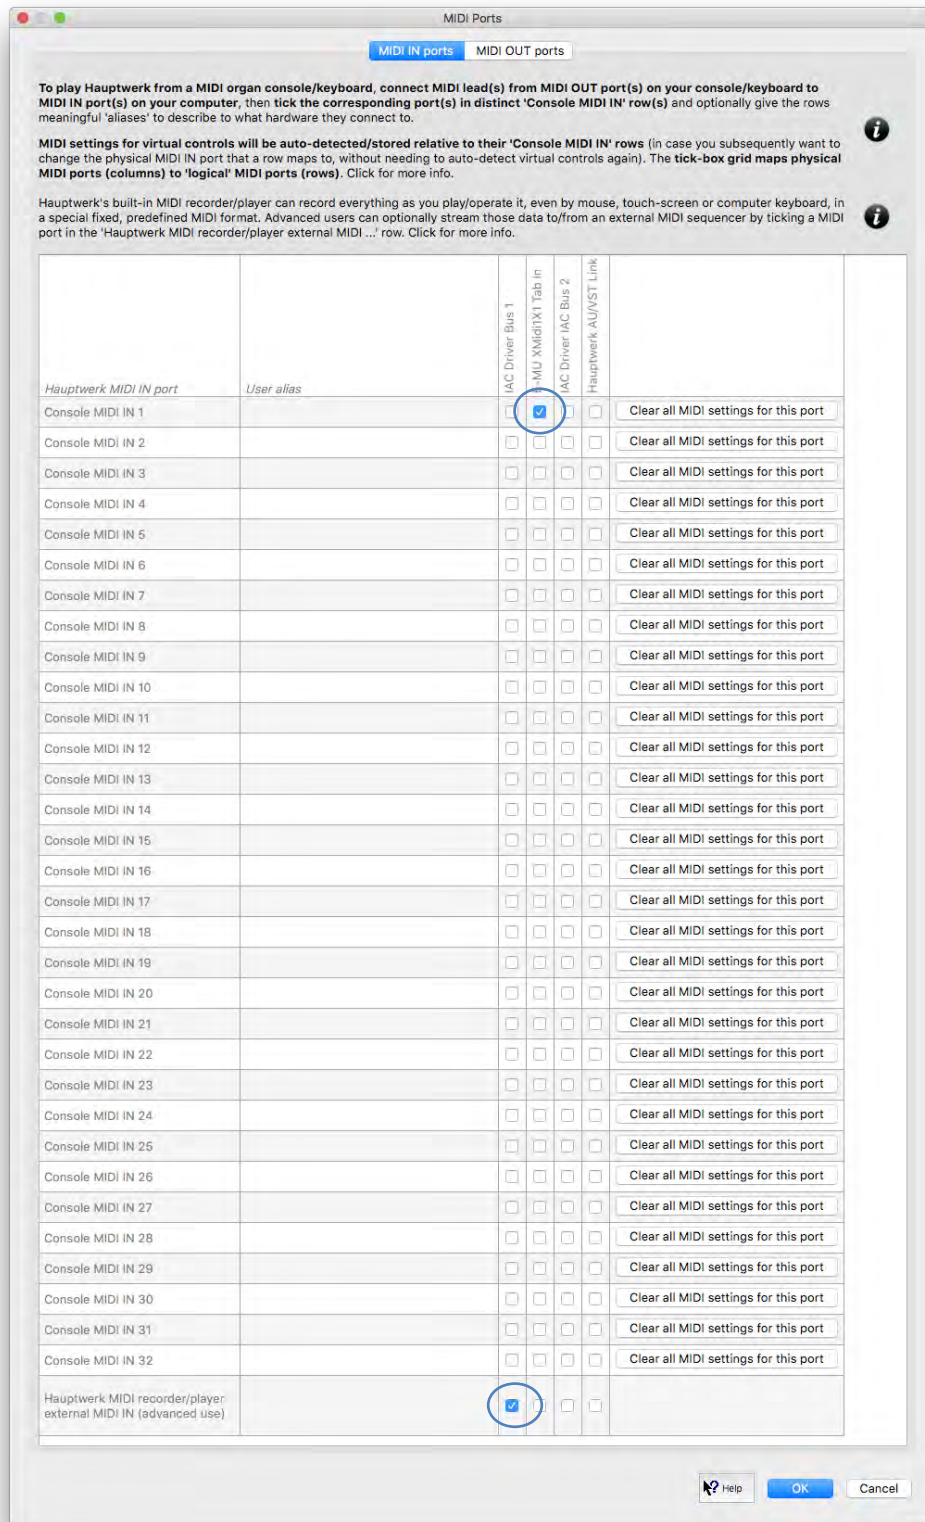 MIDI Ports
MIDI IN ports
MIDI OUT ports
To play Hauptwerk from a MIDI organ console/keyboard, connect MIDI lead(s) from MIDI OUT port(s) on your console/keyboard to
MIDI IN port(s) on your computer, then tick the corresponding port(s) in distinct 'Console MIDI IN' row(s) and optionally give the rows
meaningful 'aliases' to describe to what hardware they connect to.
MIDI settings for virtual controls will be auto-detected/stored relative to their 'Console MIDI IN' rows (in case you subsequently want to
change the physical MIDI IN port that a row maps to, without needing to auto-detect virtual controls again). The tick-box grid maps physical
MIDI ports (columns) to 'logical' MIDI ports (rows). Click for more info.
Hauptwerk's built-in MIDI recorder/player can record everything as you play/operate it, even by mouse, touch-screen or computer keyboard, in
a special fixed, predefined MIDI format. Advanced users can optionally stream those data to/from an external MIDI sequencer by ticking a MIDI
port in the 'Hauptwerk MIDI recorder/player external MIDI ...' row. Click for more info.
Hauptwerk MIDI IN port
User alias
IAC Driver Bus 1
-MU XMidi1X1 Tab In
IAC Driver IAC Bus 2
Hauptwerk AU/VST Link
Console MIDI IN 1 Clear all MIDI settings for this port
Console MIDI IN 2 Clear all MIDI settings for this port
Console MIDI IN 3 Clear all MIDI settings for this port
Console MIDI IN 4 Clear all MIDI settings for this port
Console MIDI IN 5 Clear all MIDI settings for this port
Console MIDI IN 6 Clear all MIDI settings for this port
Console MIDI IN 7 Clear all MIDI settings for this port
Console MIDI IN 8 Clear all MIDI settings for this port
Console MIDI IN 9 Clear all MIDI settings for this port
Console MIDI IN 10 Clear all MIDI settings for this port
Console MIDI IN 11 Clear all MIDI settings for this port
Console MIDI IN 12 Clear all MIDI settings for this port
Console MIDI IN 13 Clear all MIDI settings for this port
Console MIDI IN 14 Clear all MIDI settings for this port
Console MIDI IN 15 Clear all MIDI settings for this port
Console MIDI IN 16 Clear all MIDI settings for this port
Console MIDI IN 17 Clear all MIDI settings for this port
Console MIDI IN 18 Clear all MIDI settings for this port
Console MIDI IN 19 Clear all MIDI settings for this port
Console MIDI IN 20 Clear all MIDI settings for this port
Console MIDI IN 21 Clear all MIDI settings for this port
Console MIDI IN 22 Clear all MIDI settings for this port
Console MIDI IN 23 Clear all MIDI settings for this port
Console MIDI IN 24 Clear all MIDI settings for this port
Console MIDI IN 25 Clear all MIDI settings for this port
Console MIDI IN 26 Clear all MIDI settings for this port
Console MIDI IN 27 Clear all MIDI settings for this port
Console MIDI IN 28 Clear all MIDI settings for this port
Console MIDI IN 29 Clear all MIDI settings for this port
Console MIDI IN 30 Clear all MIDI settings for this port
Console MIDI IN 31 Clear all MIDI settings for this port
Console MIDI IN 32 Clear all MIDI settings for this port
Hauptwerk MIDI recorder/player
external MIDI IN (advanced use)
Help
OK
Cancel